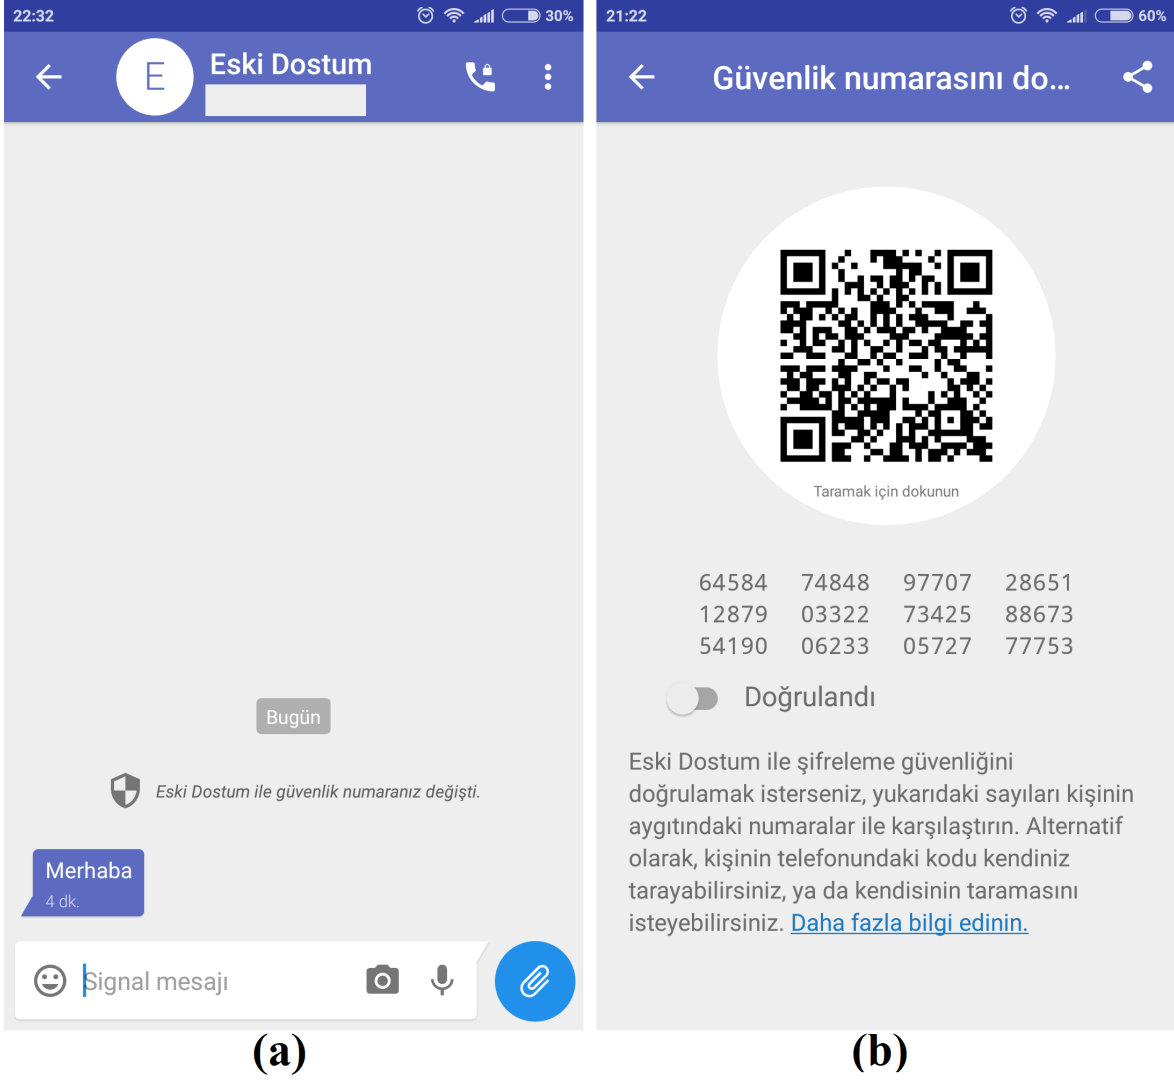 22:32
30%
E
Eski Dostum
Bugün
Eski Dostum ile güvenlik numaranız değişti.
Merhaba
4 dk.
Signal mesajı
(a)
21:22
60%
Güvenlik numarasını do...
Taramak için dokunun
64584 74848 97707 28651
12879 03322 73425 88673
54190 06233 05727 77753
Doğrulandı
Eski Dostum ile şifreleme güvenliğini
doğrulamak isterseniz, yukarıdaki sayıları kişinin
aygıtındaki numaralar ile karşılaştırın. Alternatif
olarak, kişinin telefonundaki kodu kendiniz
tarayabilirsiniz, ya da kendisinin taramasını
isteyebilirsiniz. Daha fazla bilgi edinin.
(b)